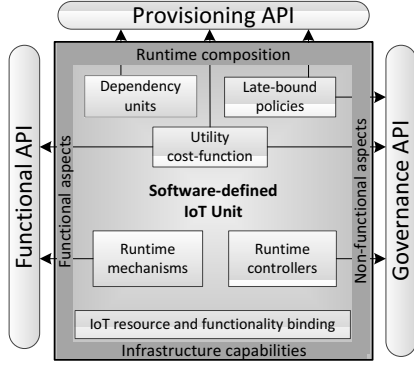 Provisioning API
Runtime composition
Dependency
units
Late-bound
policies
Utility
cost-function
Functional API
Functional aspects
Non-functional aspects
Governance API
Software-defined
IoT Unit
Runtime
mechanisms
Runtime
controllers
IoT resource and functionality binding
Infrastructure capabilities